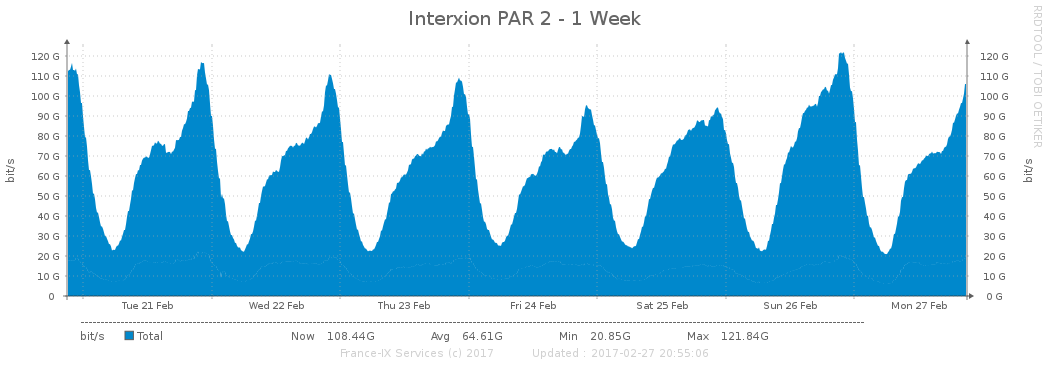 Interxion PAR 2 - 1 Week
RRDTOOL / TOBI OETIKER
bit/s
120 G 120 G
110 G 110 G
100 G 100 G
90 G 90 G
80 G 80 G
70 G 70 G
60 G 60 G
50 G 50 G
40 G 40 G
30 G 30 G
20 G 20 G
10 G 10 G
0 0 G
bit/s
Tue 21 Feb Wed 22 Feb Thu 23 Feb Fri 24 Feb Sat 25 Feb Sun 26 Feb Mon 27 Feb
bit/s Total Now 108.44G Avg 64.61G Min 20.85G Max 121.84G
France-IX Services (c) 2017 Updated : 2017-02-27 20:55:06